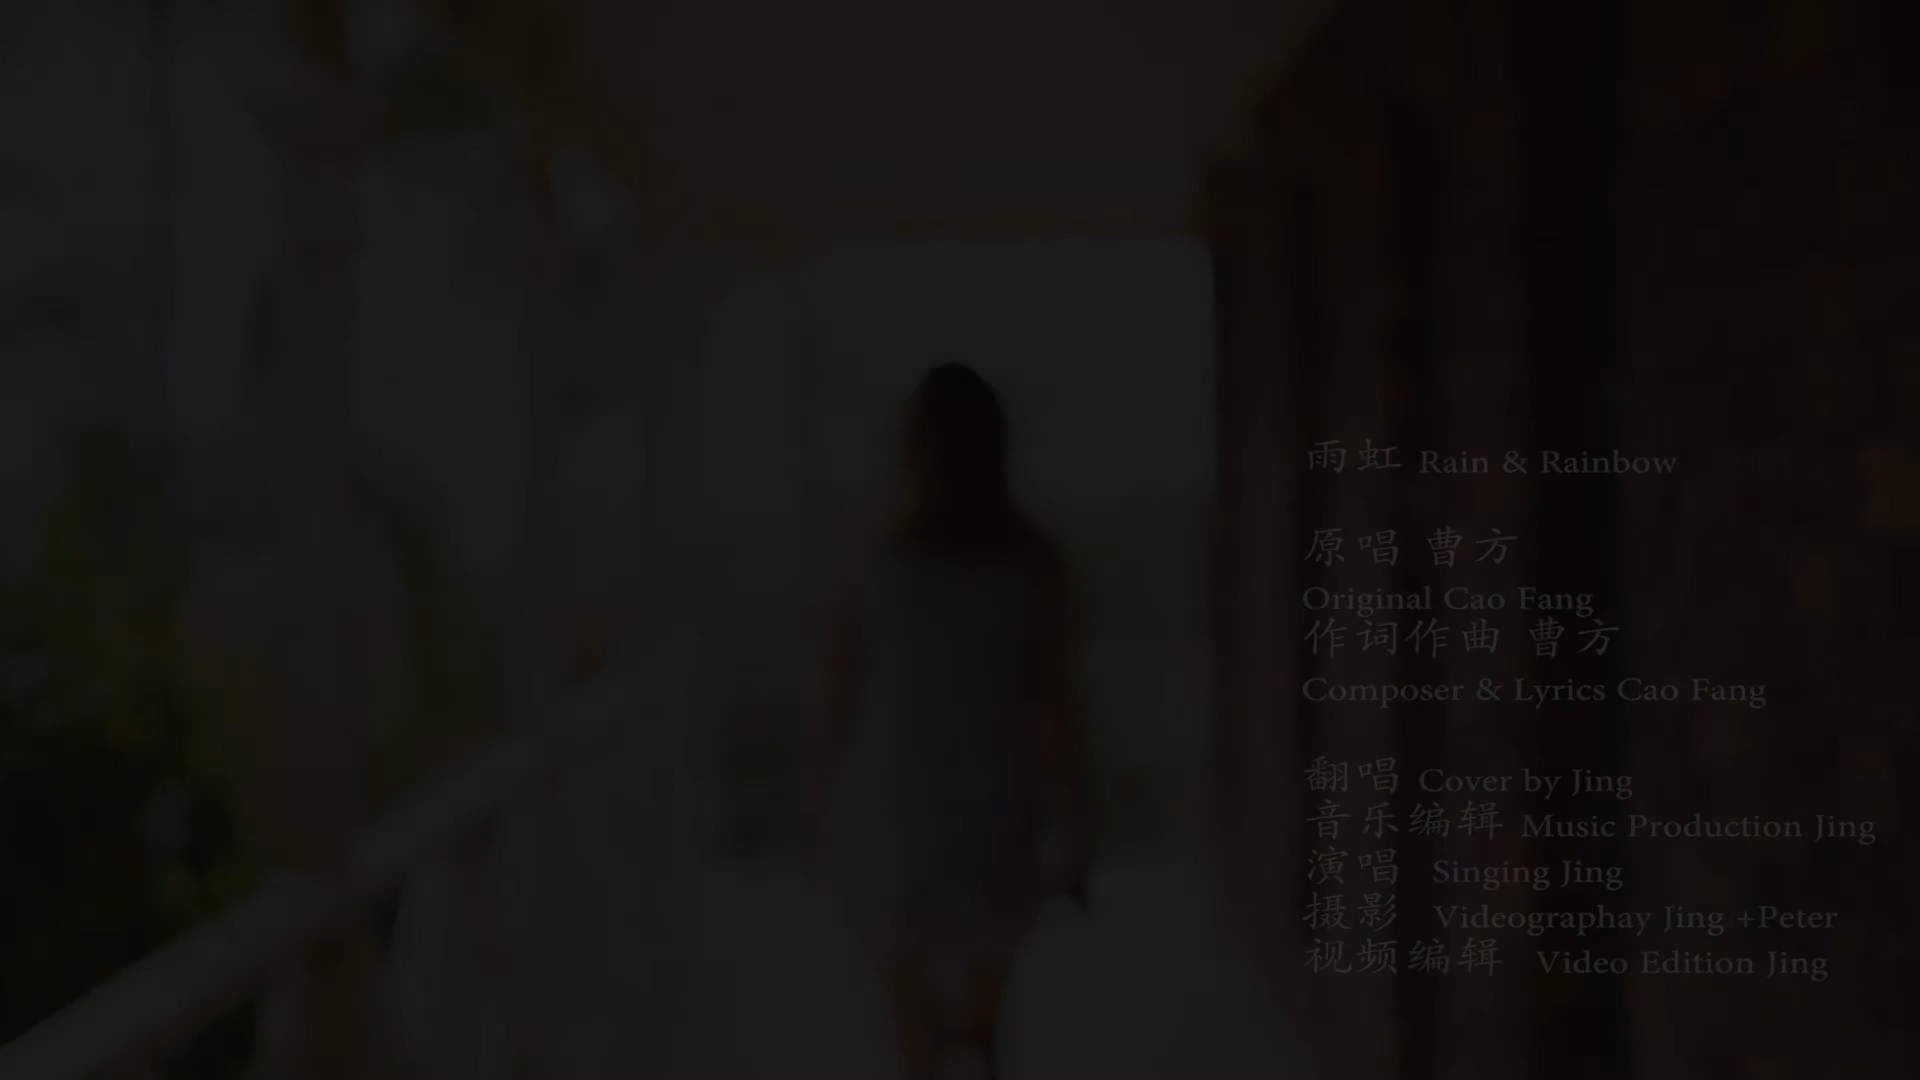 雨虹 Rain & Rainbow
原唱 曹方
Original Cao Fang
作词作曲 曹方
Composer & Lyrics Cao Fang
翻唱 Cover by Jing
音乐编辑 Music Production Jing
演唱 Singing Jing
摄影 Videographay Jing +Peter
视频编辑 Video Edition Jing